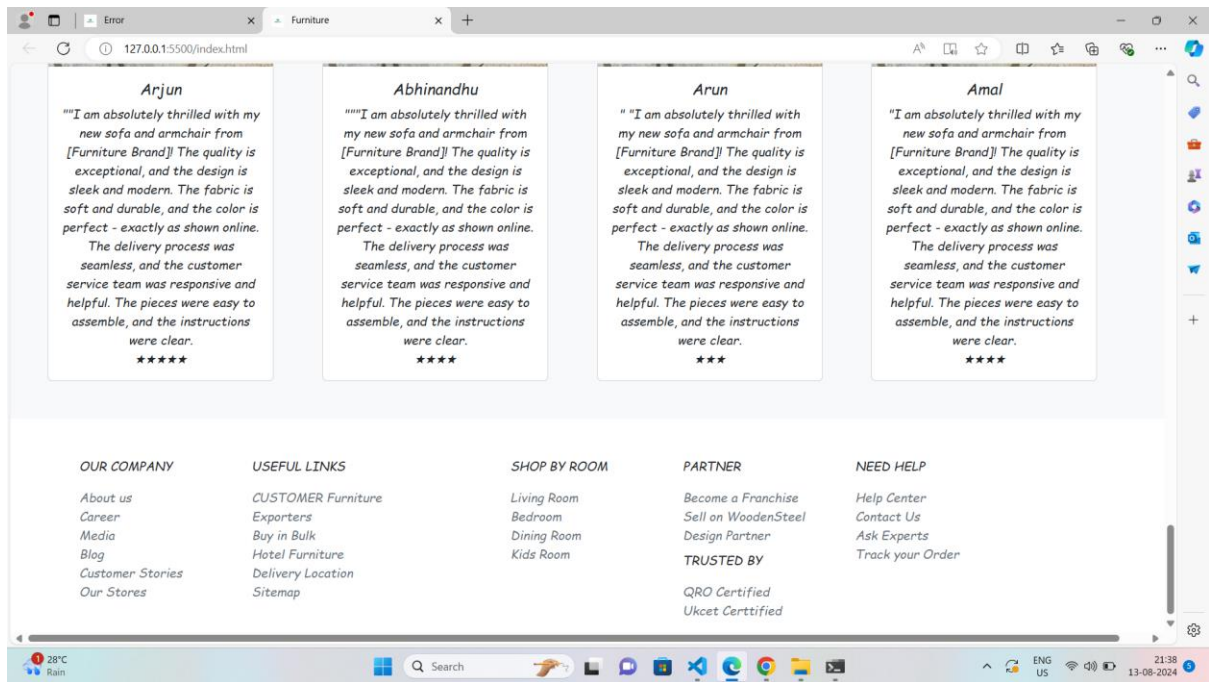 Error
Furniture
127.0.0.1:5500/index.html
Arjun
""I am absolutely thrilled with my
new sofa and armchair from
[Furniture Brand]! The quality is
exceptional, and the design is
sleek and modern. The fabric is
soft and durable, and the color is
perfect - exactly as shown online.
The delivery process was
seamless, and the customer
service team was responsive and
helpful. The pieces were easy to
assemble, and the instructions
were clear.
★★★★★
Abhinandhu
"""I am absolutely thrilled with
my new sofa and armchair from
[Furniture Brand]! The quality is
exceptional, and the design is
sleek and modern. The fabric is
soft and durable, and the color is
perfect - exactly as shown online.
The delivery process was
seamless, and the customer
service team was responsive and
helpful. The pieces were easy to
assemble, and the instructions
were clear.
★★★★
Arun
" "I am absolutely thrilled with
my new sofa and armchair from
[Furniture Brand]! The quality is
exceptional, and the design is
sleek and modern. The fabric is
soft and durable, and the color is
perfect - exactly as shown online.
The delivery process was
seamless, and the customer
service team was responsive and
helpful. The pieces were easy to
assemble, and the instructions
were clear.
★★★
Amal
"I am absolutely thrilled with my
new sofa and armchair from
[Furniture Brand]! The quality is
exceptional, and the design is
sleek and modern. The fabric is
soft and durable, and the color is
perfect - exactly as shown online.
The delivery process was
seamless, and the customer
service team was responsive and
helpful. The pieces were easy to
assemble, and the instructions
were clear.
★★★★
OUR COMPANY
About us
Career
Media
Blog
Customer Stories
Our Stores
USEFUL LINKS
CUSTOMER Furniture
Exporters
Buy in Bulk
Hotel Furniture
Delivery Location
Sitemap
SHOP BY ROOM
Living Room
Bedroom
Dining Room
Kids Room
PARTNER
Become a Franchise
Sell on WoodenSteel
Design Partner
TRUSTED BY
QRO Certified
Ukcet Certtified
NEED HELP
Help Center
Contact Us
Ask Experts
Track your Order
1
28°C
Rain
Search
ENG
US
21:38
13-08-2024
5